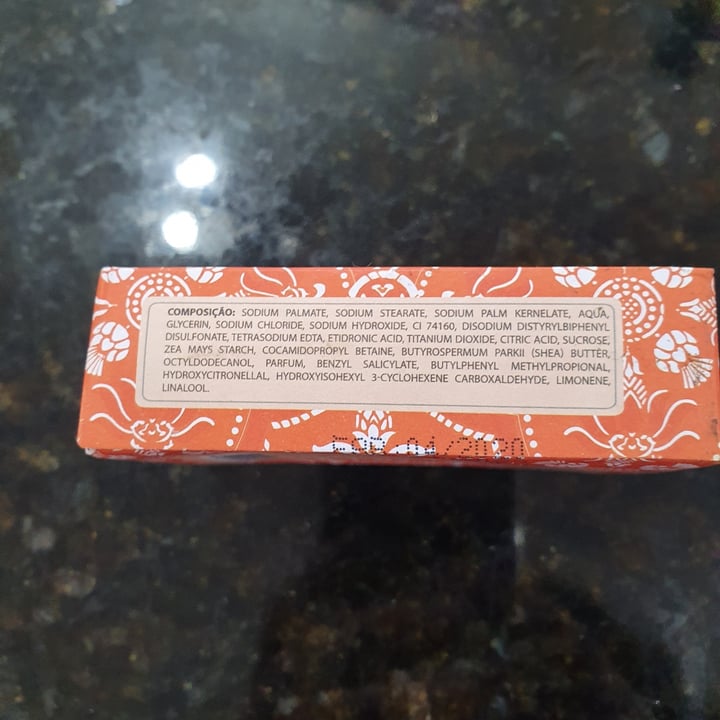 COMPOSIÇÃO: SODIUM PALMATE, SODIUM STEARATE, SODIUM PALM KERNELATE, AQUA,
GLYCERIN, SODIUM CHLORIDE, SODIUM HYDROXIDE, CI 74160, DISODIUM DISTYRYLBIPHENYL
DISULFONATE, TETRASODIUM EDTA, ETIDRONIC ACID, TITANIUM DIOXIDE, CITRIC ACID, SUCROSE,
ZEA MAYS STARCH, COCAMIDOPROPYL BETAINE, BUTYROSPERMUM PARKII (SHEA) BUTTER,
OCTYLDODECANOL, PARFUM, BENZYL SALICYLATE, BUTYLPHENYL METHYLPROPIONAL,
HYDROXYCITRONELLAL, HYDROXYISOHEXYL 3-CYCLOHEXENE CARBOXALDEHYDE, LIMONENE,
LINALOOL.
04/2020